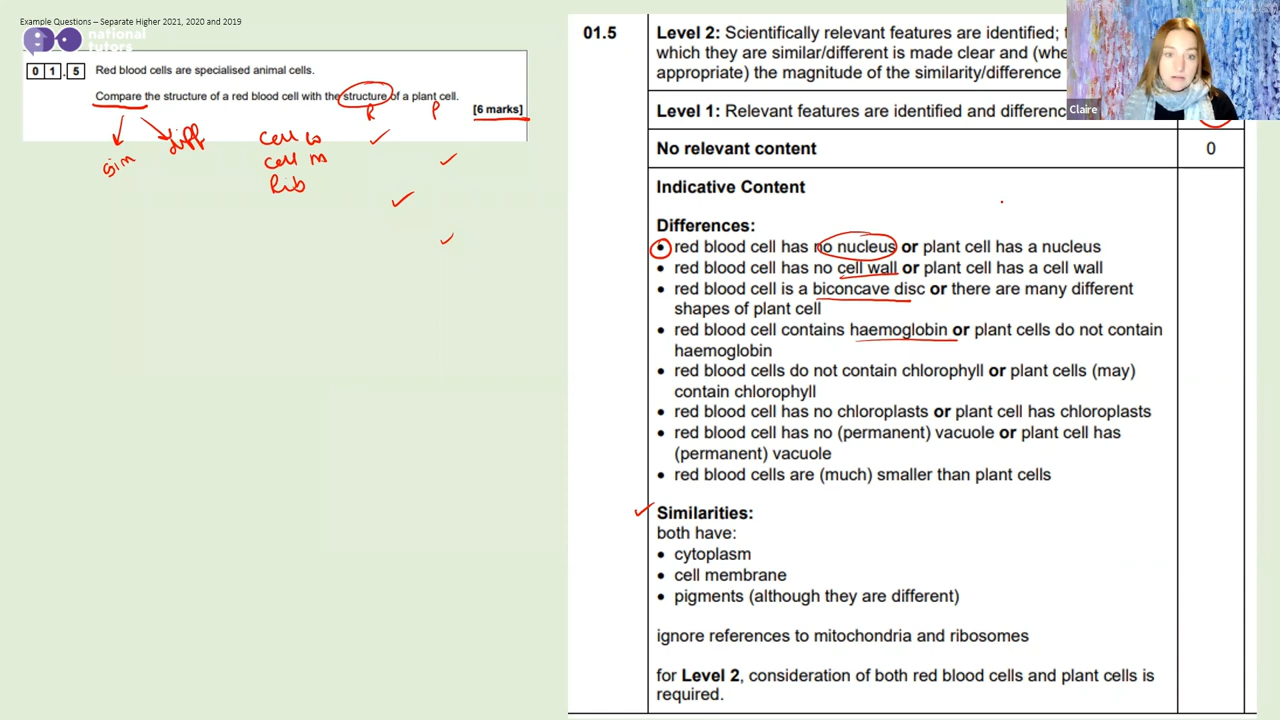 Example Questions – Separate Higher 2021, 2020 and 2019
national
tutors
0 1 . 5 Red blood cells are specialised animal cells.
Compare the structure of a red blood cell with the structure of a plant cell.
[6 marks]
R P
sim
diff
Cell w
Cell m
Rib
01.5
Level 2: Scientifically relevant features are identified;
which they are similar/different is made clear and (whe
appropriate) the magnitude of the similarity/difference
Level 1: Relevant features are identified and differenc
No relevant content 0
Indicative Content
Differences:
• red blood cell has no nucleus or plant cell has a nucleus
• red blood cell has no cell wall or plant cell has a cell wall
• red blood cell is a biconcave disc or there are many different
shapes of plant cell
• red blood cell contains haemoglobin or plant cells do not contain
haemoglobin
• red blood cells do not contain chlorophyll or plant cells (may)
contain chlorophyll
• red blood cell has no chloroplasts or plant cell has chloroplasts
• red blood cell has no (permanent) vacuole or plant cell has
(permanent) vacuole
• red blood cells are (much) smaller than plant cells
Similarities:
both have:
• cytoplasm
• cell membrane
• pigments (although they are different)
ignore references to mitochondria and ribosomes
for Level 2, consideration of both red blood cells and plant cells is
required.
Claire